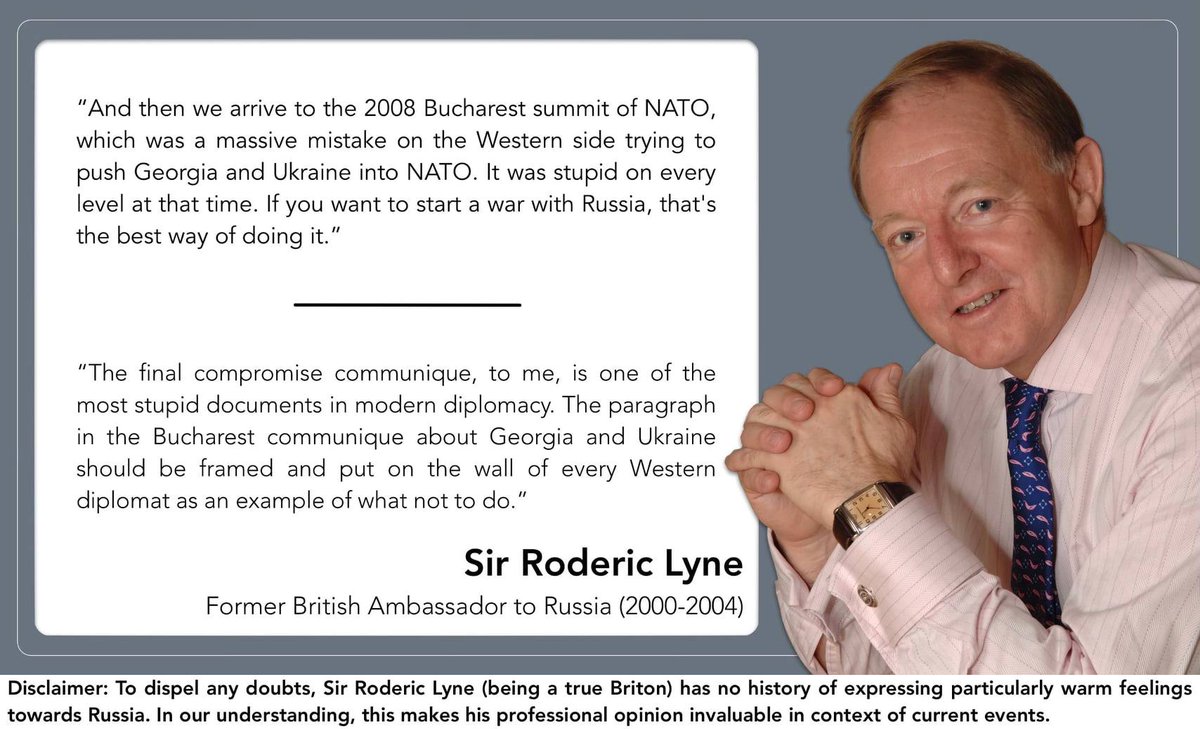 “And then we arrive to the 2008 Bucharest summit of NATO,
which was a massive mistake on the Western side trying to
push Georgia and Ukraine into NATO. It was stupid on every
level at that time. If you want to start a war with Russia, that's
the best way of doing it.”
“The final compromise communique, to me, is one of the
most stupid documents in modern diplomacy. The paragraph
in the Bucharest communique about Georgia and Ukraine
should be framed and put on the wall of every Western
diplomat as an example of what not to do.“
Sir Roderic Lyne
Former British Ambassador to Russia (2000-2004)
Disclaimer: To dispel any doubts, Sir Roderic Lyne (being a true Briton) has no history of expressing particularly warm feelings
towards Russia. In our understanding, this makes his professional opinion invaluable in context of current events.